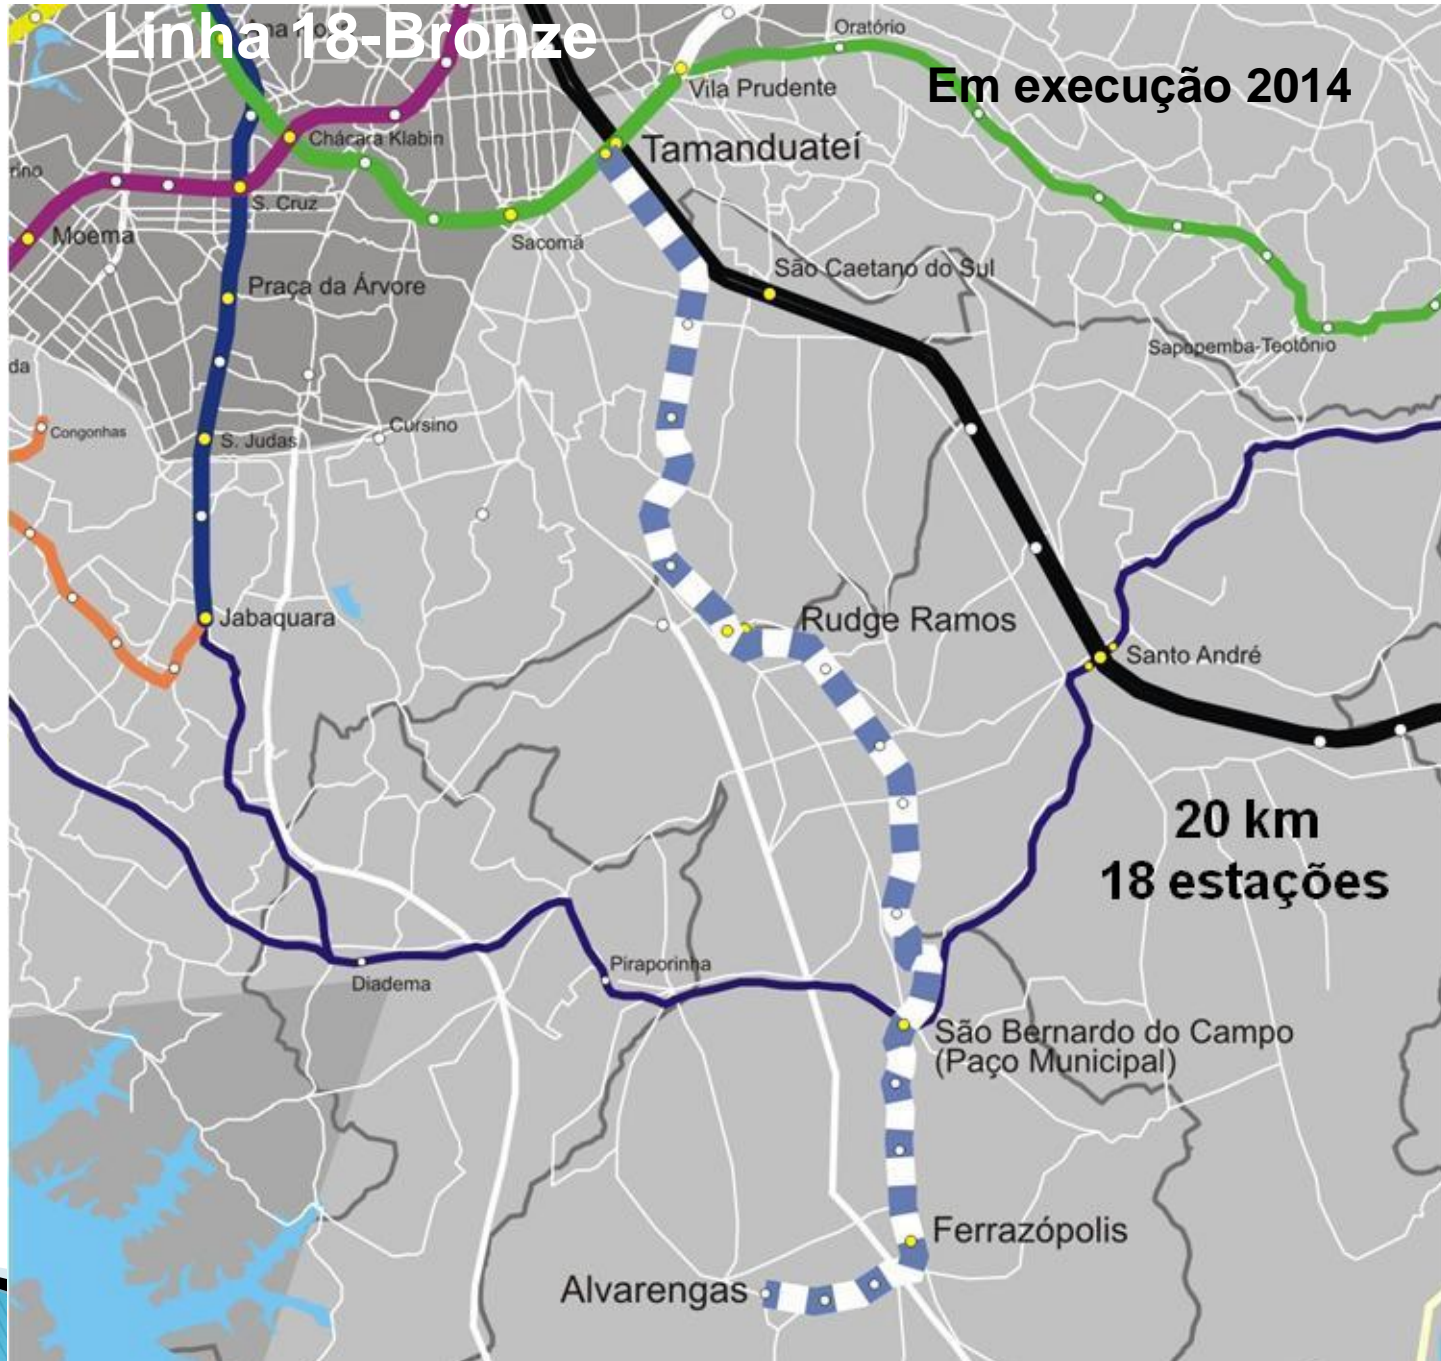 Linha 18-Bronze
Oratório
Em execução 2014
Vila Prudente
Chácara Klabin
Tamanduateí
S. Cruz
Moema
Sacomã
São Caetano do Sul
Praça da Árvore
Sapopemba-Teotônio
Cursino
Congonhas
S. Judas
Jabaquara
Rudge Ramos
Santo André
20 km
18 estações
Piraporinha
Diadema
São Bernardo do Campo
(Paço Municipal)
Ferrazópolis
Alvarengas